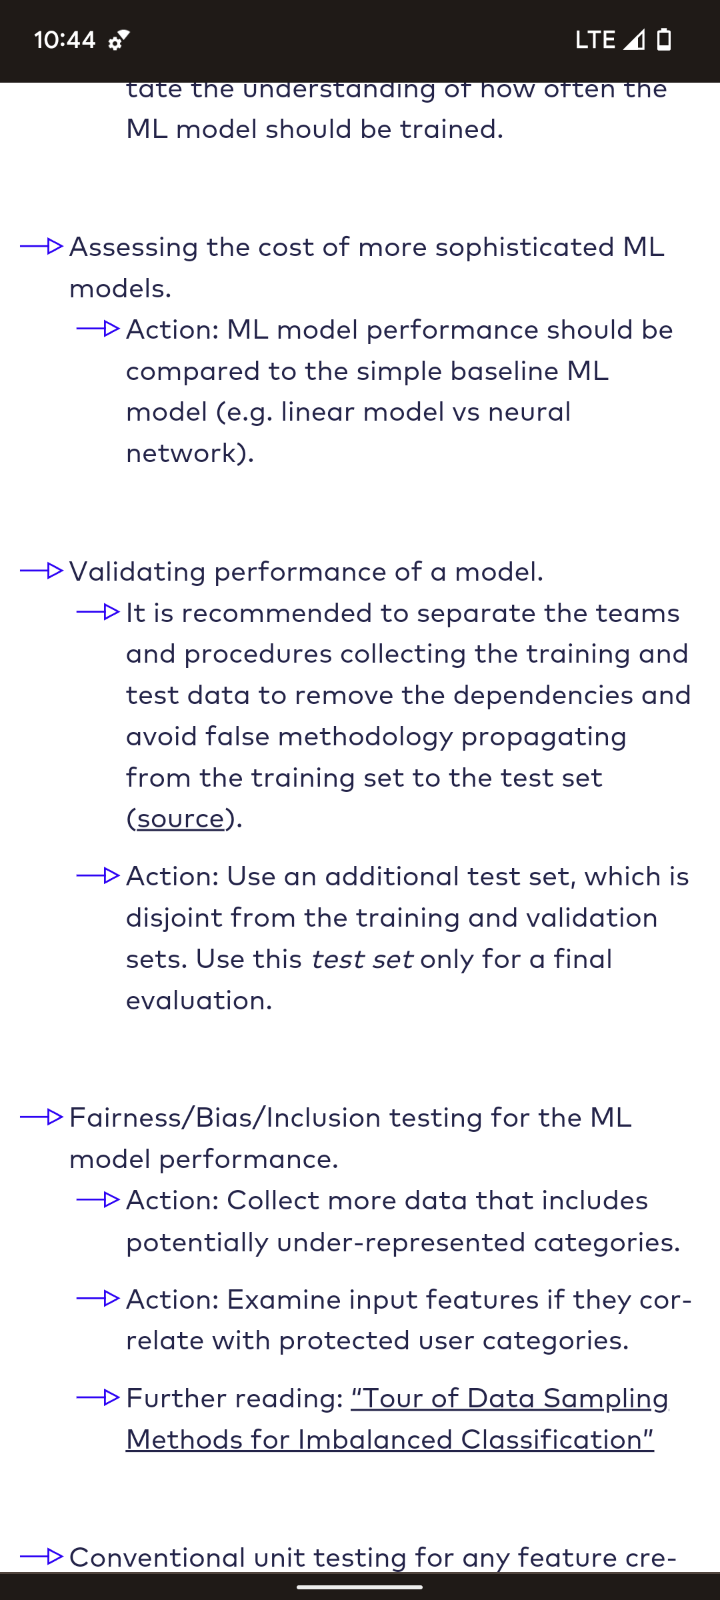 10:44
LTE
tate the understanding of how often the
ML model should be trained.
Assessing the cost of more sophisticated ML
models.
Action: ML model performance should be
compared to the simple baseline ML
model (e.g. linear model vs neural
network).
Validating performance of a model.
It is recommended to separate the teams
and procedures collecting the training and
test data to remove the dependencies and
avoid false methodology propagating
from the training set to the test set
(source).
Action: Use an additional test set, which is
disjoint from the training and validation
sets. Use this test set only for a final
evaluation.
Fairness/Bias/Inclusion testing for the ML
model performance.
Action: Collect more data that includes
potentially under-represented categories.
Action: Examine input features if they cor-
relate with protected user categories.
Further reading: “Tour of Data Sampling
Methods for Imbalanced Classification”
Conventional unit testing for any feature cre-